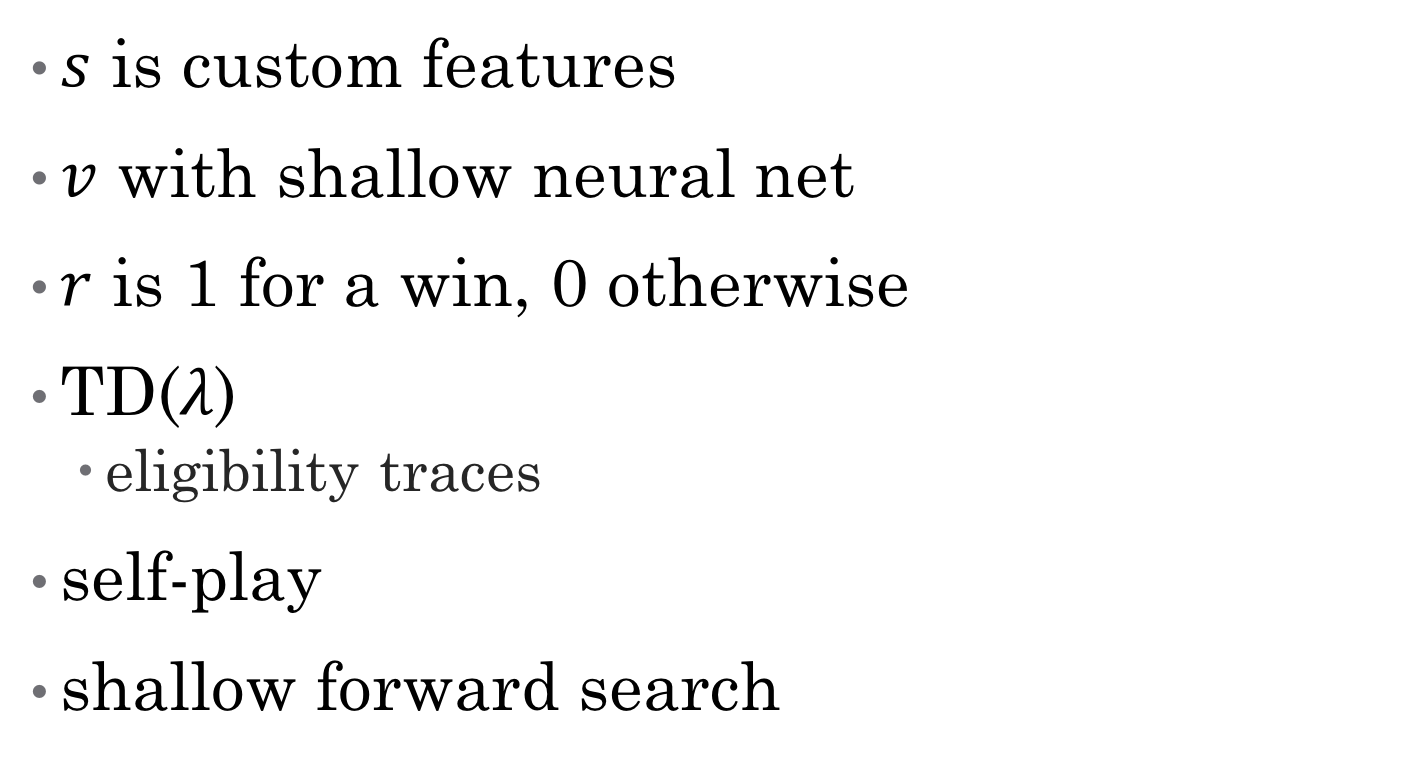 • s is custom features
• v with shallow neural net
• r is 1 for a win, 0 otherwise
• TD(λ)
• eligibility traces
• self-play
• shallow forward search